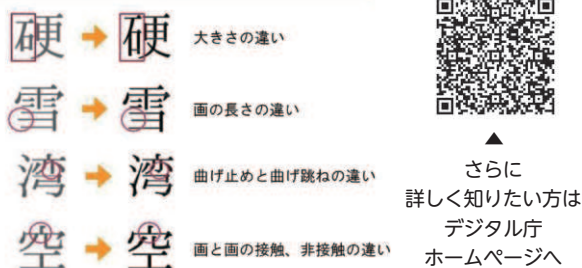 硬 → 硬 大きさの違い
雪 → 雪 画の長さの違い
湾 → 湾 曲げ止めと曲げ跳ねの違い
空 → 空 画と画の接触、非接触の違い
▲
さらに
詳しく知りたい方は
デジタル庁
ホームページへ